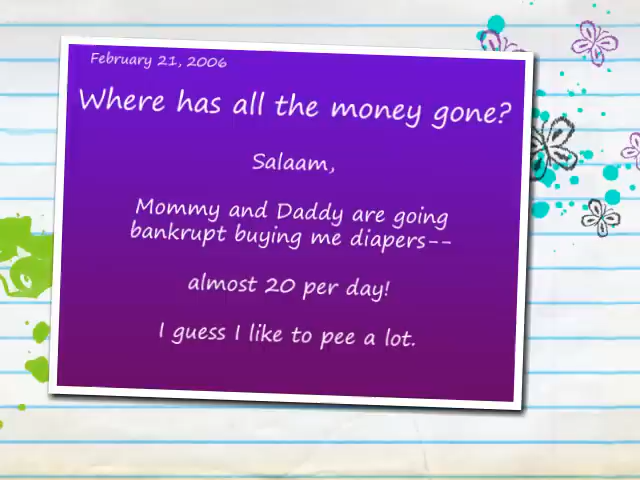 February 21, 2006
Where has all the money gone?
Salaam,
Mommy and Daddy are going
bankrupt buying me diapers--
almost 20 per day!
I guess I like to pee a lot.